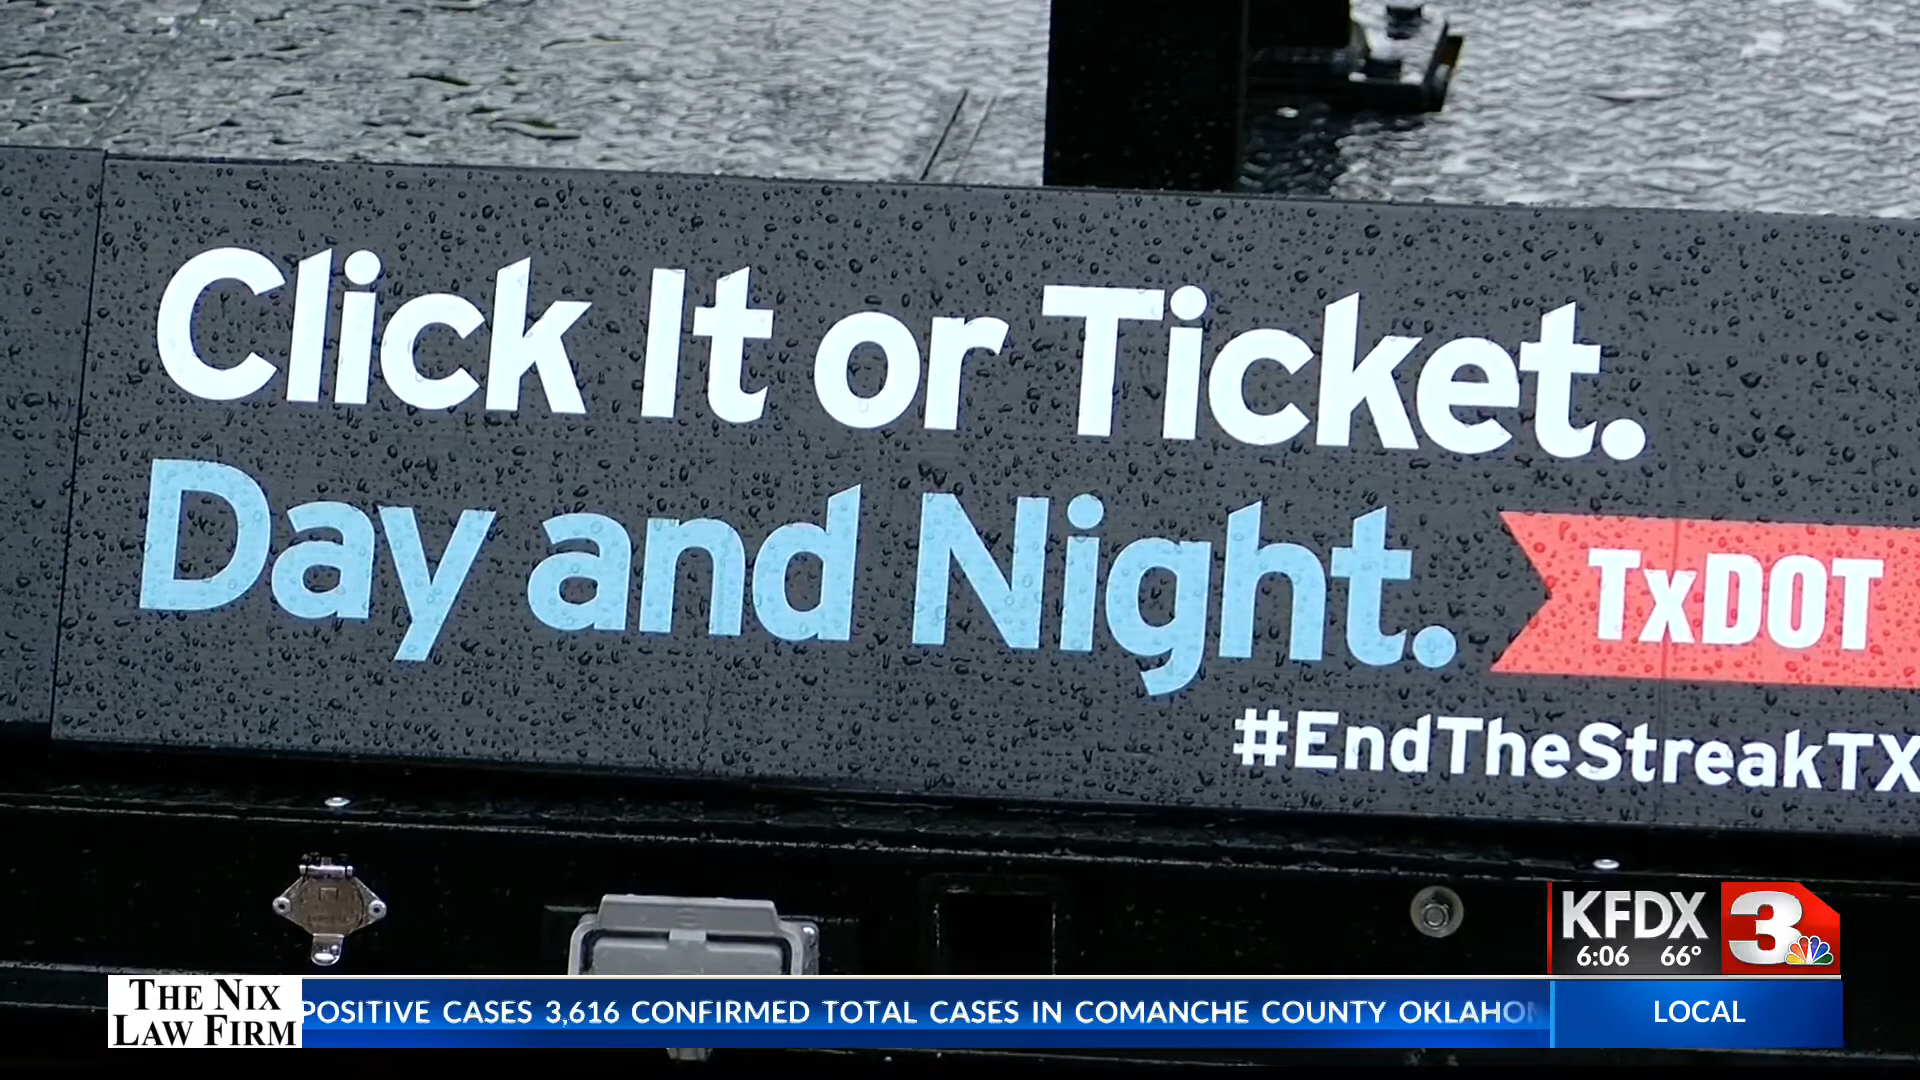 Click It or Ticket.
Day and Night.
TxDOT
#EndTheStreakTX
KFDX 3
6:06 66°
THE NIX
LAW FIRM
POSITIVE CASES 3,616 CONFIRMED TOTAL CASES IN COMANCHE COUNTY OKLAHO
LOCAL